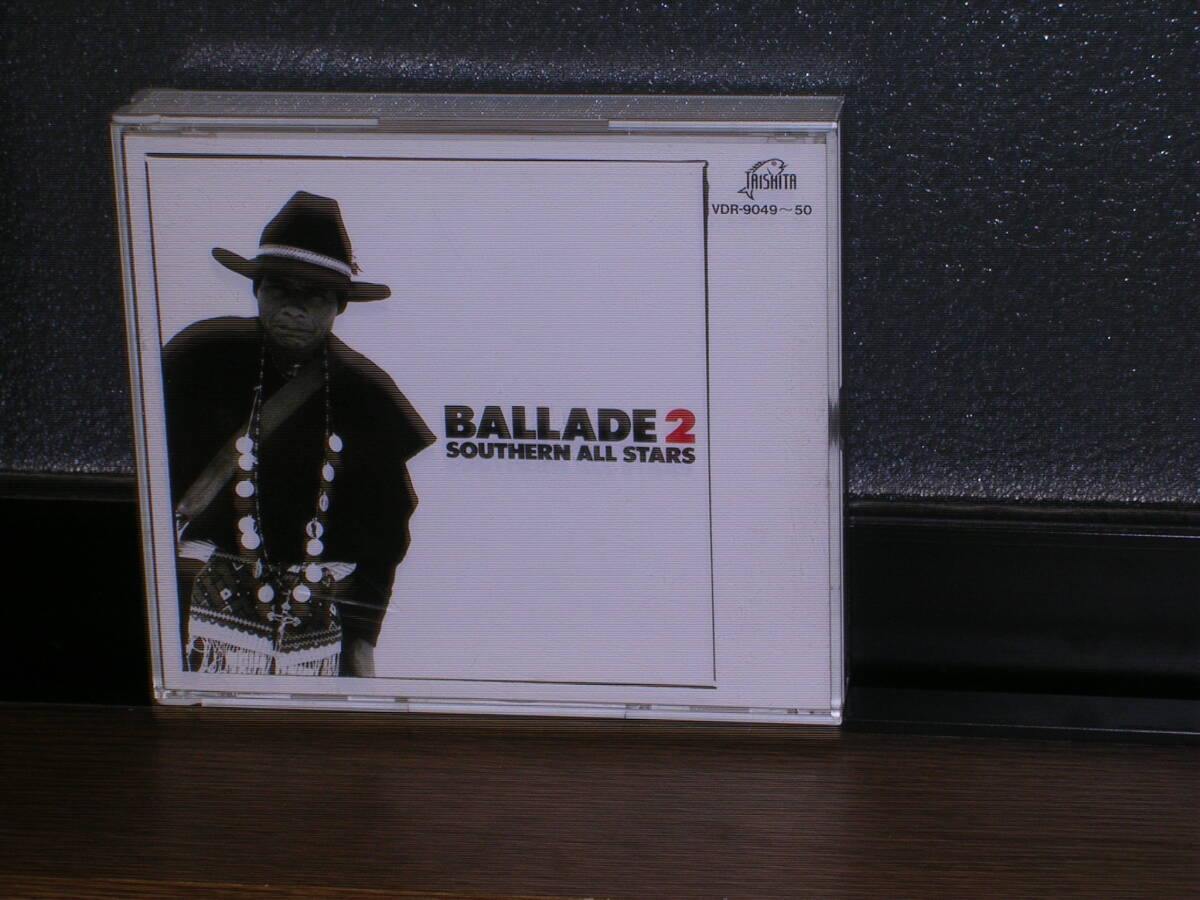 TAISHITA
VDR-9049～50
BALLADE 2
SOUTHERN ALL STARS